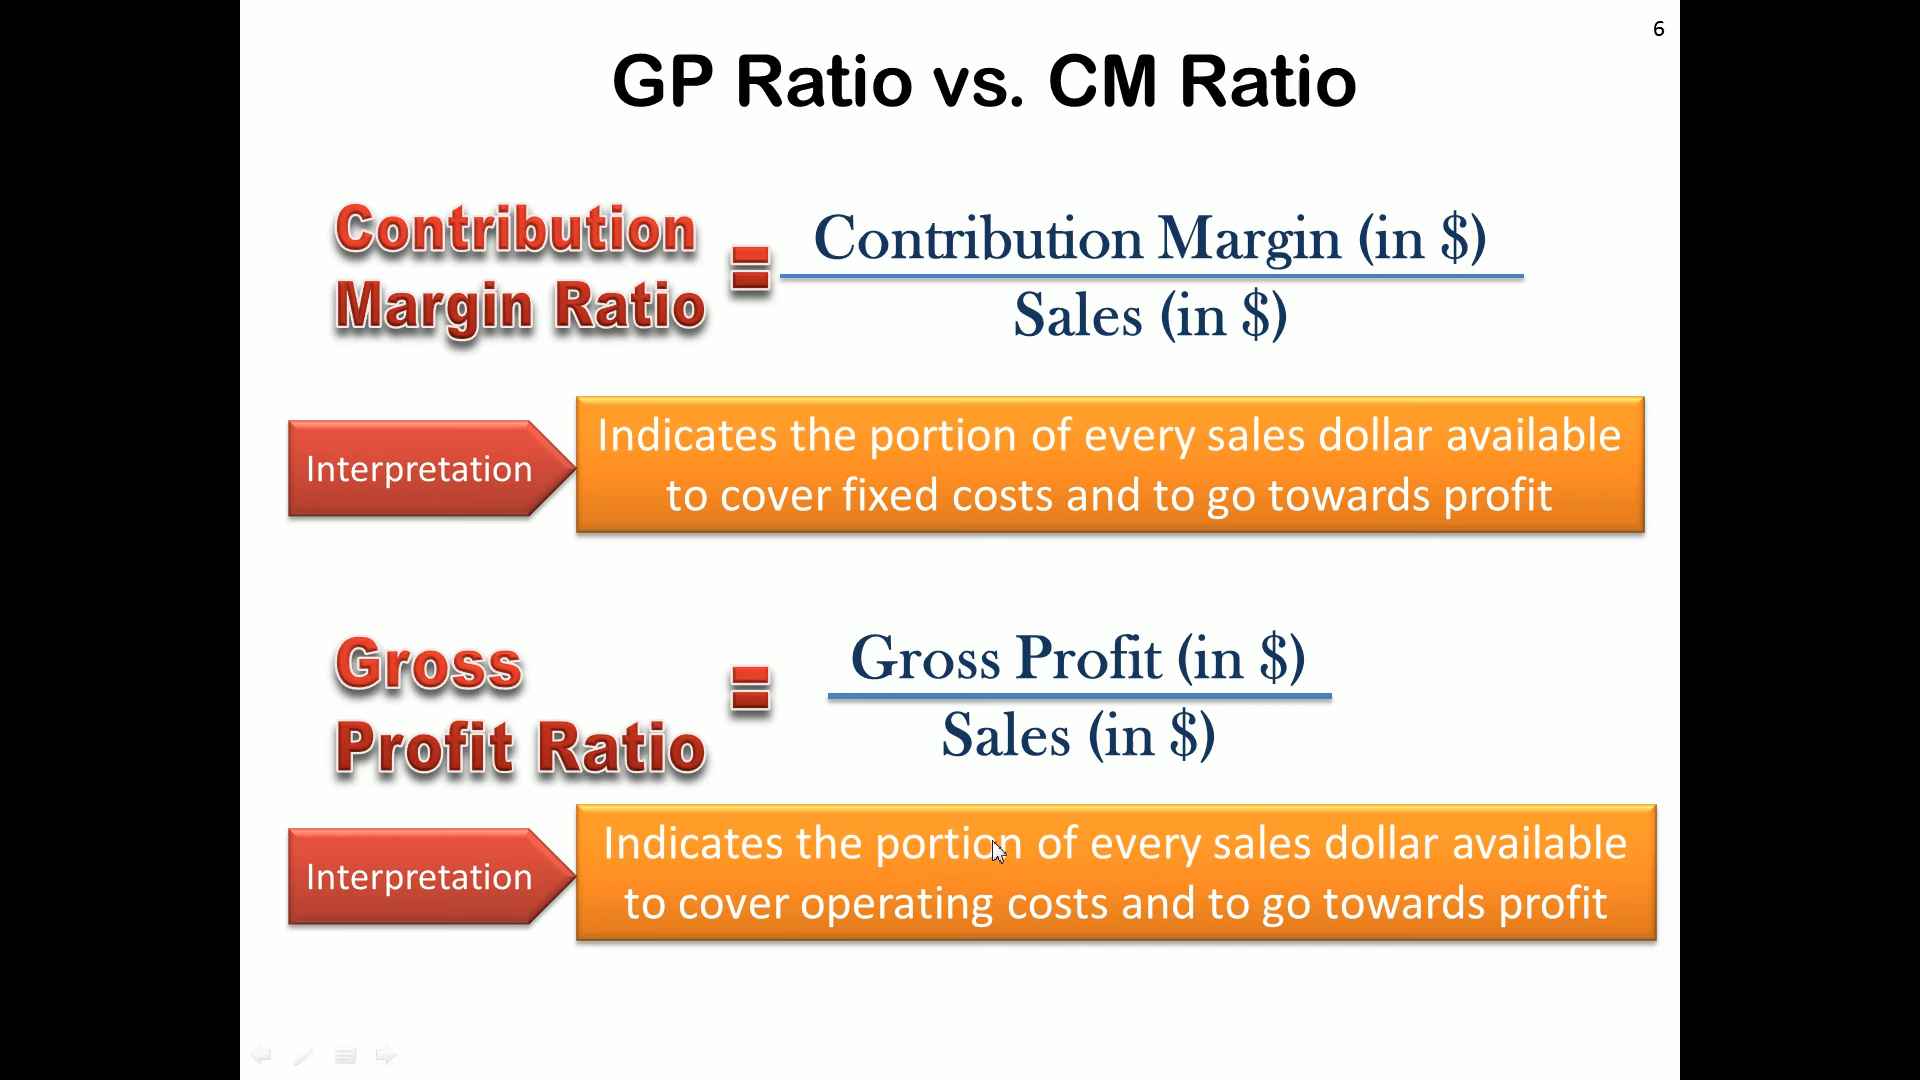 6
GP Ratio vs. CM Ratio
Contribution
Margin Ratio
=
Contribution Margin (in $)
Sales (in $)
Interpretation
Indicates the portion of every sales dollar available
to cover fixed costs and to go towards profit
Gross
Profit Ratio
=
Gross Profit (in $)
Sales (in $)
Interpretation
Indicates the portion of every sales dollar available
to cover operating costs and to go towards profit